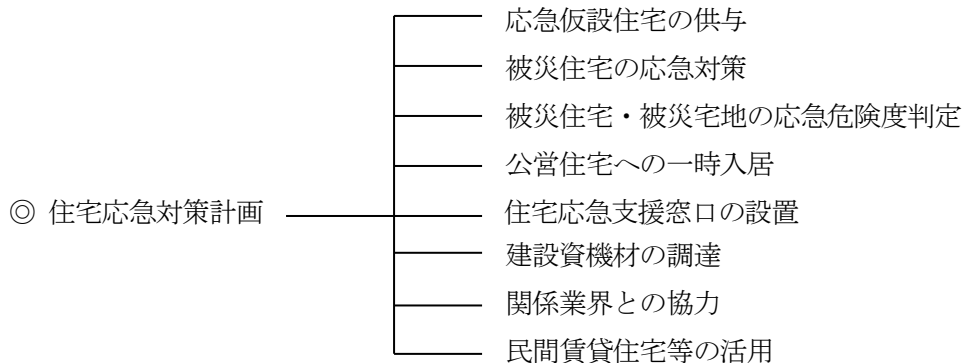 応急仮設住宅の供与
被災住宅の応急対策
被災住宅・被災宅地の応急危険度判定
公営住宅への一時入居
◎ 住宅応急対策計画
住宅応急支援窓口の設置
建設資機材の調達
関係業界との協力
民間賃貸住宅等の活用